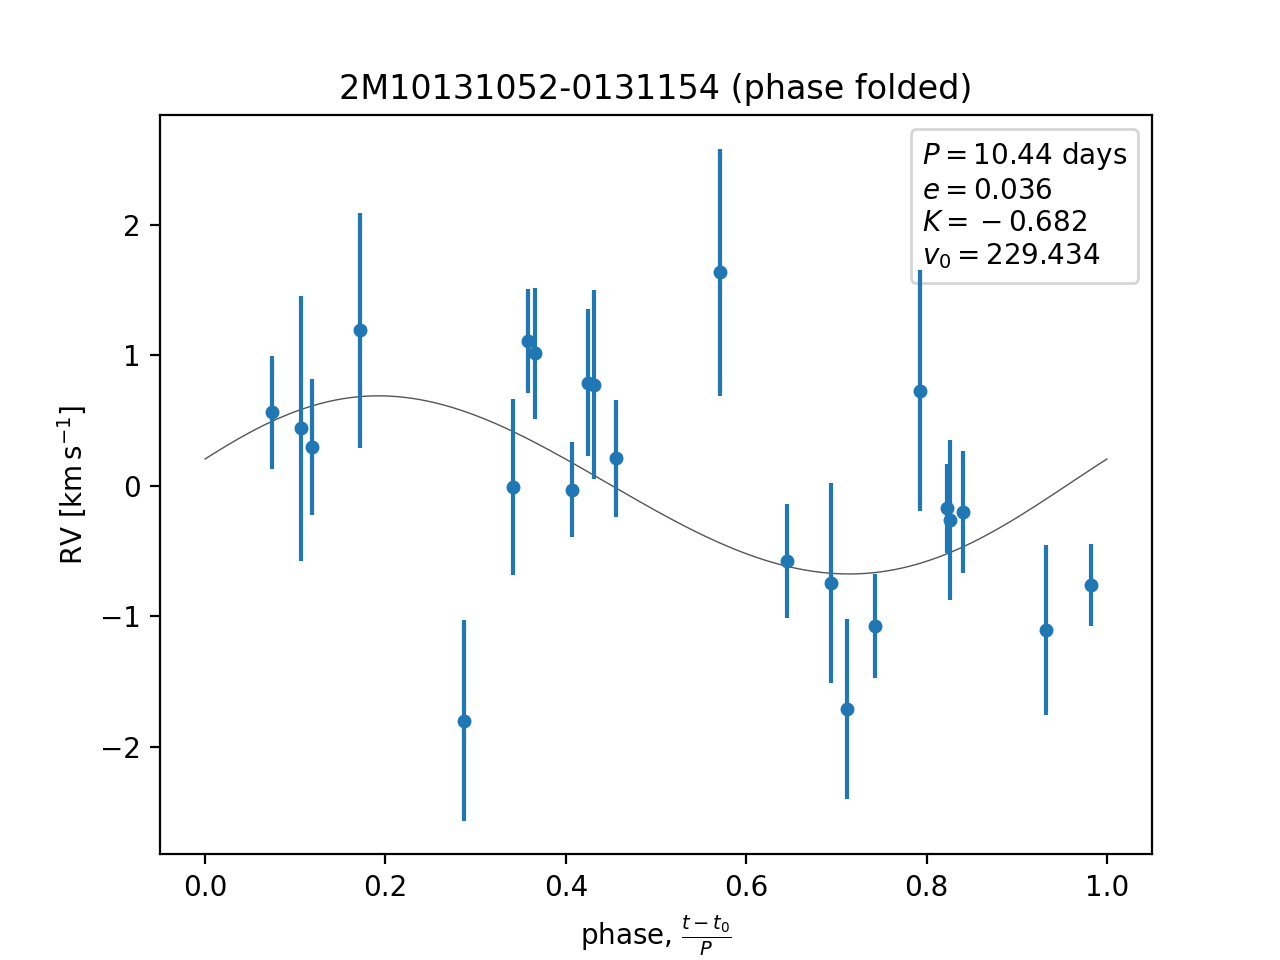 2M10131052-0131154 (phase folded)
P = 10.44 days
e = 0.036
K = −0.682
v₀ = 229.434
RV [km s⁻¹]
2
1
0
−1
−2
0.0 0.2 0.4 0.6 0.8 1.0
phase, (t − t₀)/P